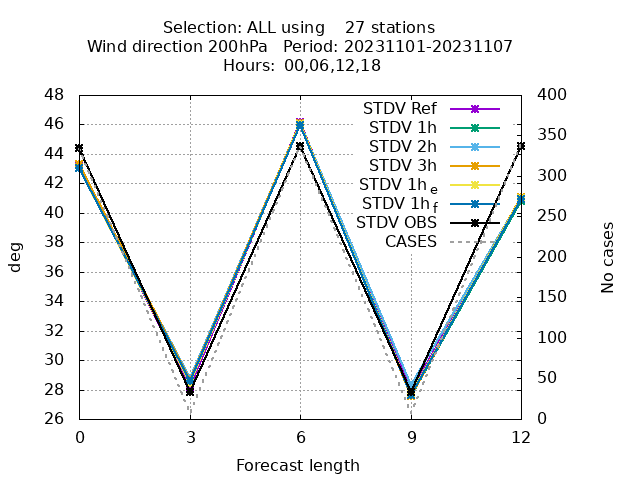 Selection: ALL using 27 stations
Wind direction 200hPa Period: 20231101-20231107
Hours: 00,06,12,18
48
46
44
42
40
38
36
34
32
30
28
26
deg
400
350
300
250
200
150
100
50
0
No cases
STDV Ref
STDV 1h
STDV 2h
STDV 3h
STDV 1h e
STDV 1h f
STDV OBS
CASES
0 3 6 9 12
Forecast length